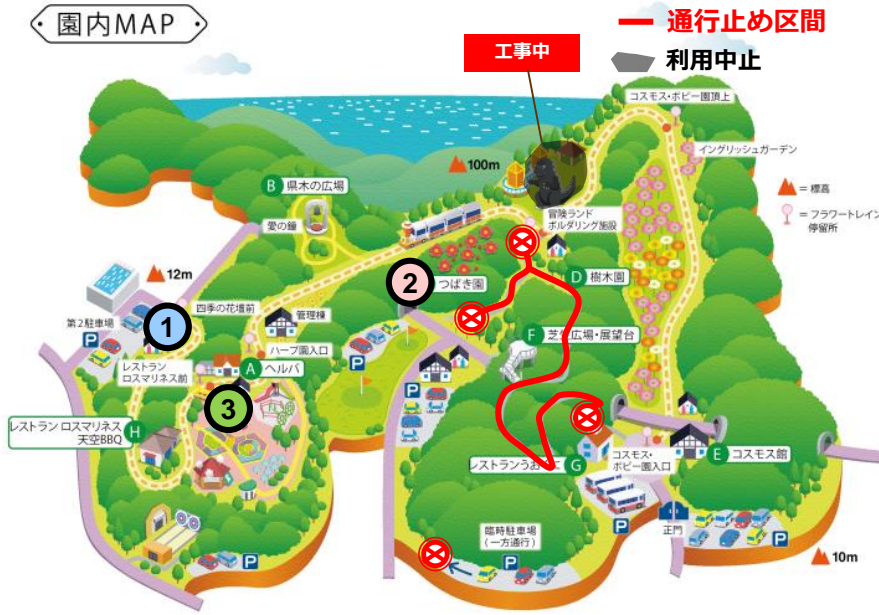 園内MAP
通行止め区間
利用中止
工事中
コスモス・ポピー園頂上
イングリッシュガーデン
100m
= 標高
= フラワートレイン
停留所
B 県木の広場
愛の鐘
冒険ランド
ボルダリング施設
D 樹木園
12m
2
つばき園
四季の花壇前
第2駐車場
1
管理棟
P
F 芝生広場・展望台
P
ハーブ園入口
レストラン
ロスマリネス前
A ヘルバ
3
P
レストラン ロスマリネス
天空BBQ
H
レストランうお
G
コスモス・
ポピー園入口
E コスモス館
P
正門
臨時駐車場
(一方通行)
P
P
P
10m